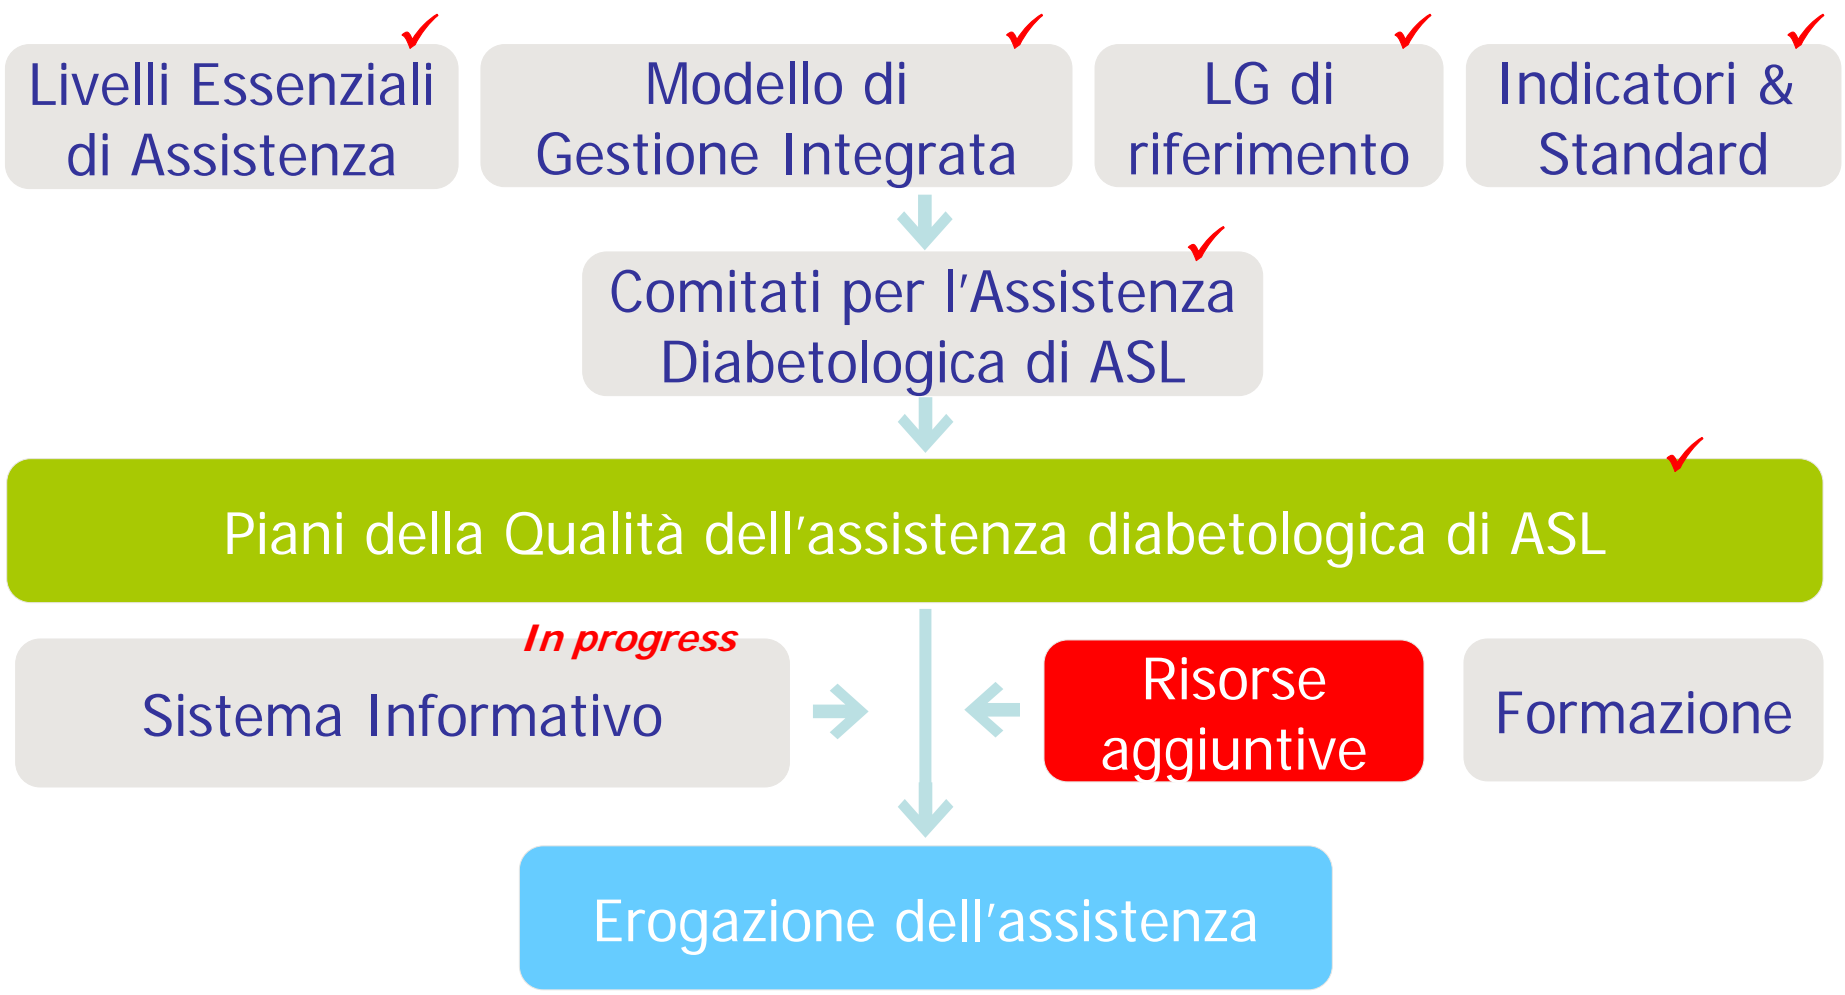 Livelli Essenziali
di Assistenza
Modello di
Gestione Integrata
LG di
riferimento
Indicatori &
Standard
Comitati per l'Assistenza
Diabetologica di ASL
Piani della Qualità dell'assistenza diabetologica di ASL
In progress
Sistema Informativo
Risorse
aggiuntive
Formazione
Erogazione dell'assistenza